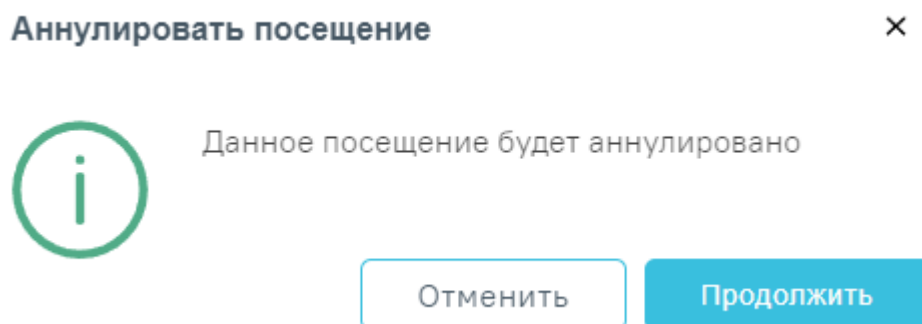 Аннулировать посещение
Данное посещение будет аннулировано
Отменить
Продолжить